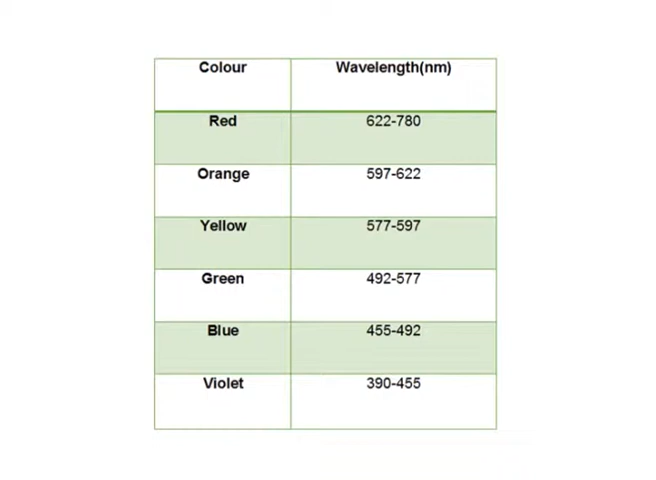 Colour Wavelength(nm)
Red 622-780
Orange 597-622
Yellow 577-597
Green 492-577
Blue 455-492
Violet 390-455